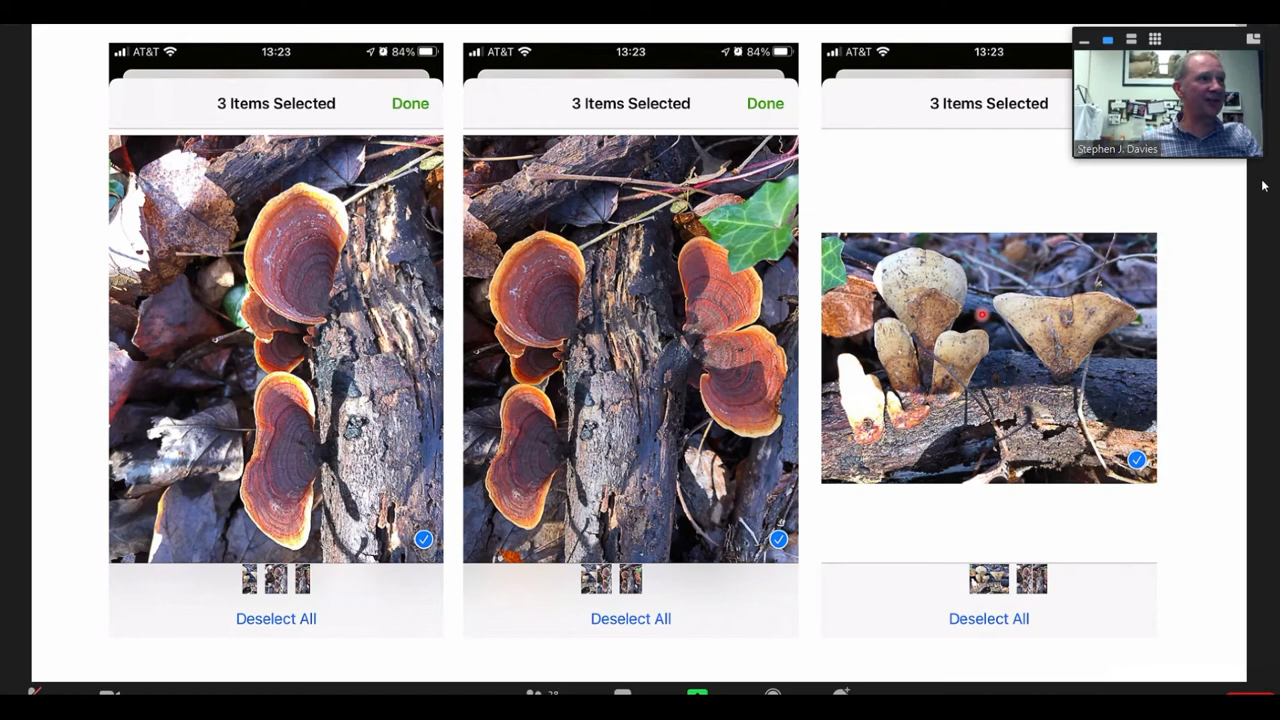 AT&T 13:23 84%
3 Items Selected Done
Deselect All
AT&T 13:23 84%
3 Items Selected Done
Deselect All
AT&T 13:23
3 Items Selected
Deselect All
Stephen J. Davies